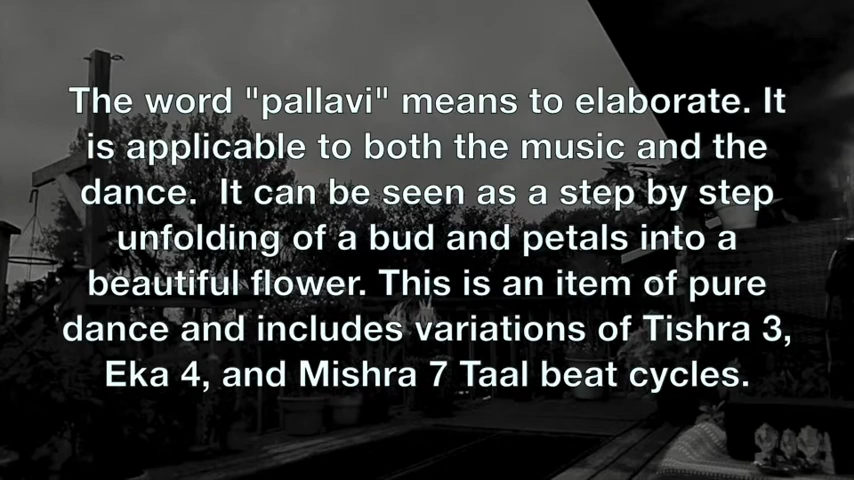 The word "pallavi" means to elaborate. It
is applicable to both the music and the
dance.  It can be seen as a step by step
unfolding of a bud and petals into a
beautiful flower. This is an item of pure
dance and includes variations of Tishra 3,
Eka 4, and Mishra 7 Taal beat cycles.